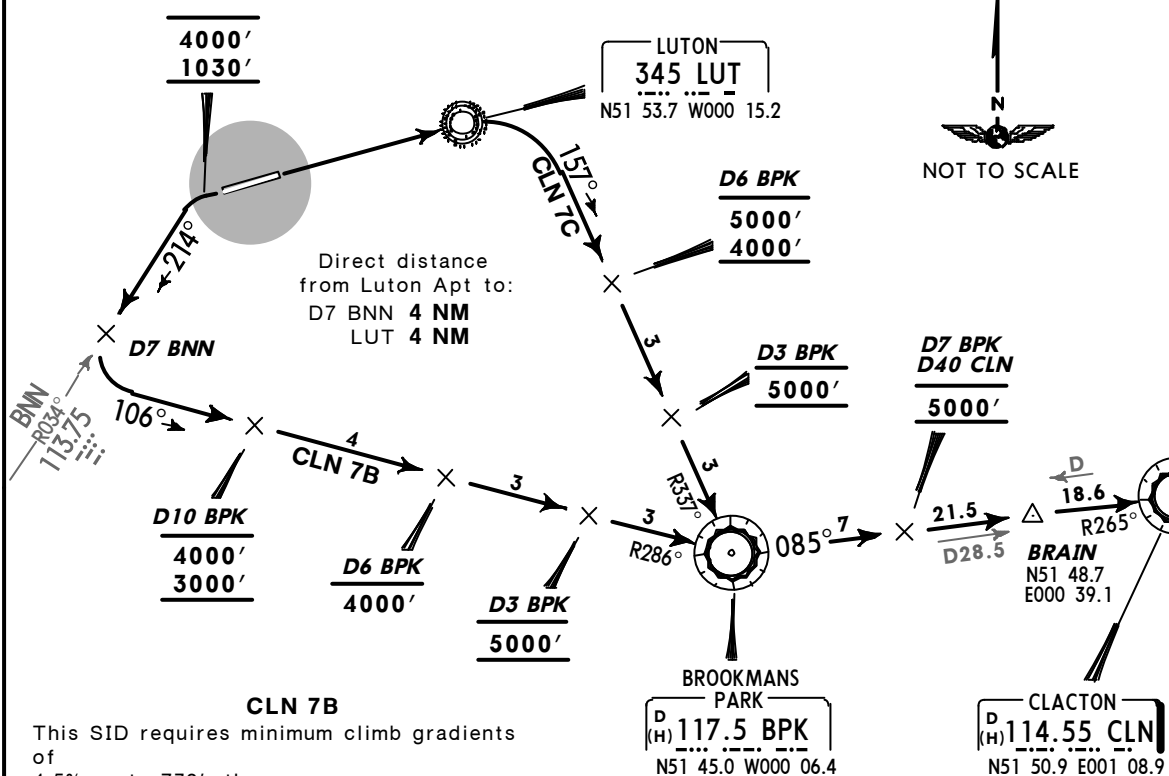 4000′
1030′
LUTON
345 LUT
N51 53.7 W000 15.2
N
NOT TO SCALE
157°
CLN 7C
D6 BPK
5000′
4000′
214°
Direct distance
from Luton Apt to:
D7 BNN 4 NM
LUT 4 NM
D7 BNN
3
D3 BPK
5000′
D7 BPK
D40 CLN
5000′
BNN
R034°
113.75
106°
4
CLN 7B
3
3
R337°
D10 BPK
4000′
3000′
D6 BPK
4000′
3
R286°
D3 BPK
5000′
085°
7
21.5
D28.5
D
18.6
R265°
BRAIN
N51 48.7
E000 39.1
BROOKMANS
PARK
D
(H) 117.5 BPK
N51 45.0 W000 06.4
CLACTON
D
(H) 114.55 CLN
N51 50.9 E001 08.9
CLN 7B
This SID requires minimum climb gradients
of